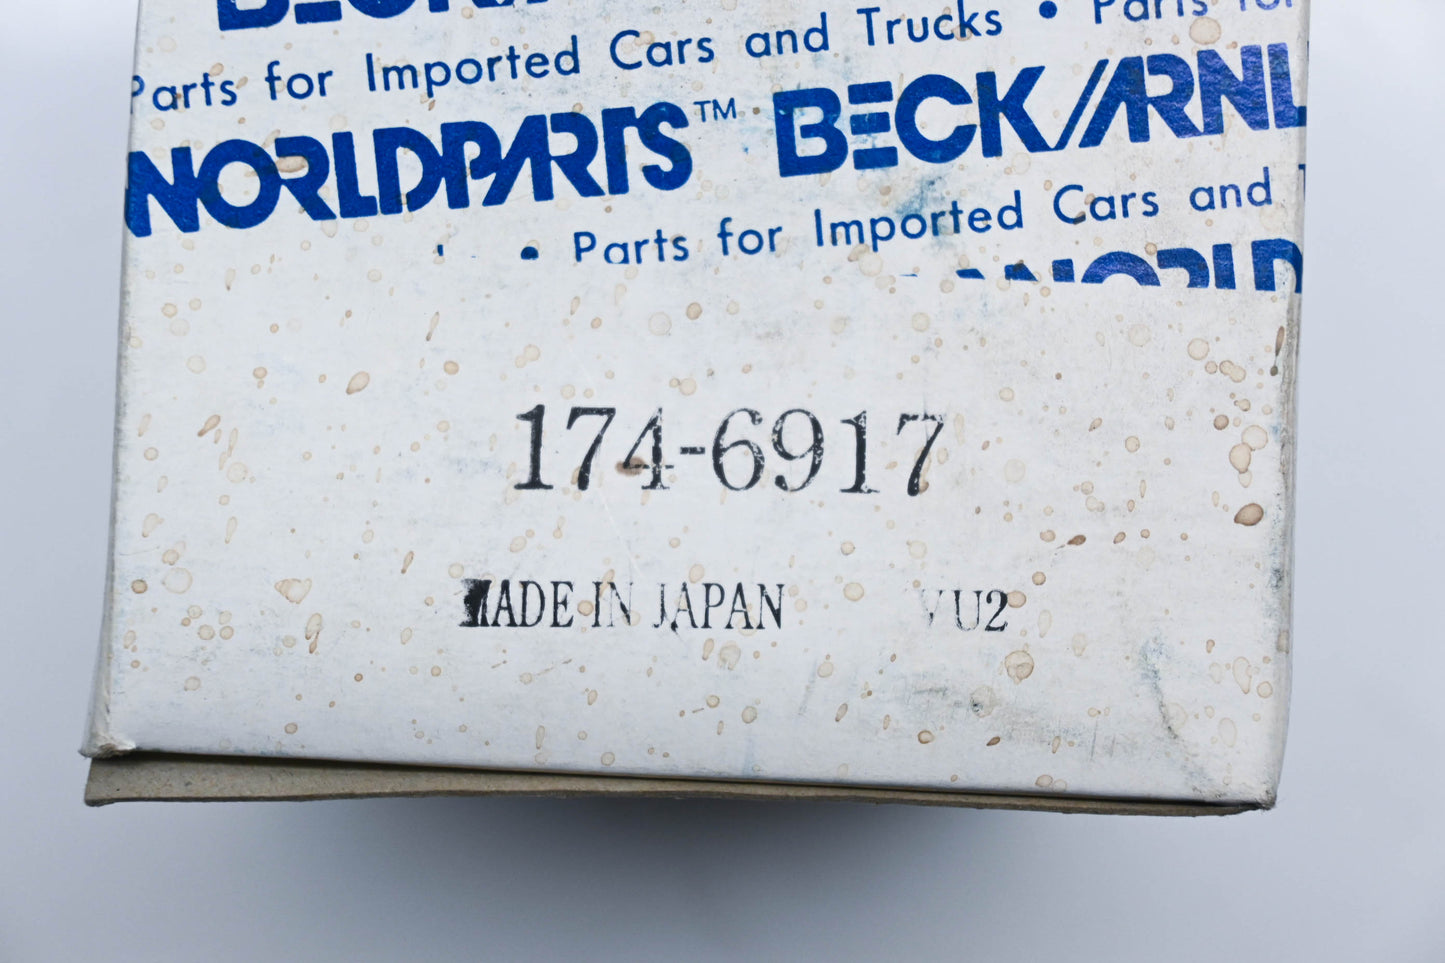 Parts for Imported Cars and Trucks • Parts for
WORLDPARTS™ BECK/ARNL
• Parts for Imported Cars and
WORLD
174-6917
MADE IN JAPAN VU2